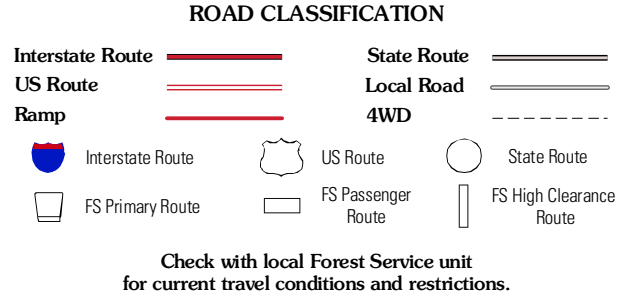 ROAD CLASSIFICATION
Interstate Route
State Route
US Route
Local Road
Ramp
4WD
Interstate Route
US Route
State Route
FS Primary Route
FS Passenger
Route
FS High Clearance
Route
Check with local Forest Service unit
for current travel conditions and restrictions.